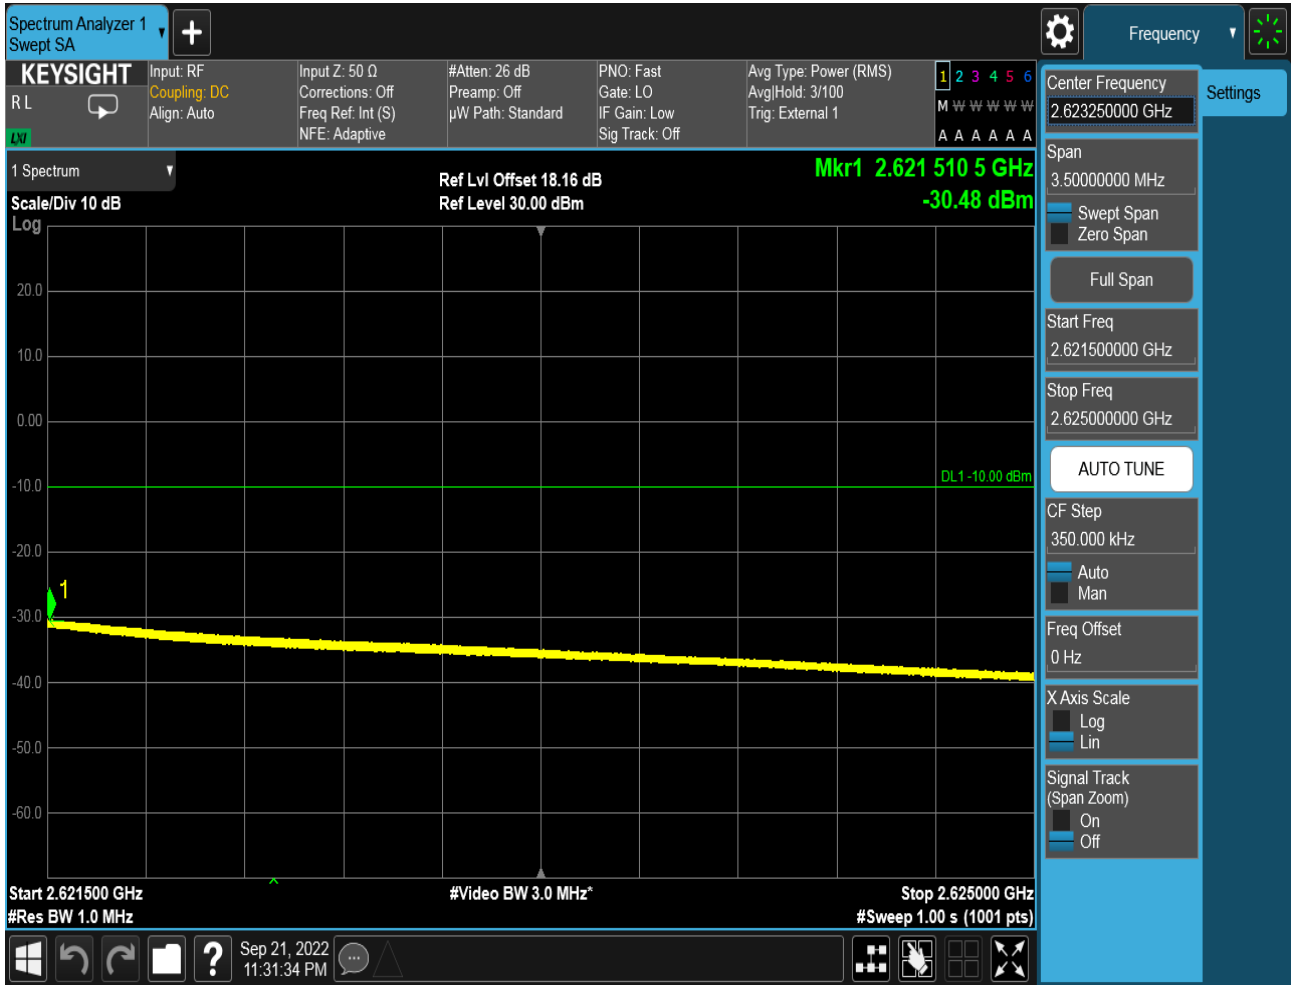 Spectrum Analyzer 1
Swept SA
Frequency
KEYSIGHT
R L
LXI
Input: RF
Coupling: DC
Align: Auto
Input Z: 50 Ω
Corrections: Off
Freq Ref: Int (S)
NFE: Adaptive
#Atten: 26 dB
Preamp: Off
µW Path: Standard
PNO: Fast
Gate: LO
IF Gain: Low
Sig Track: Off
Avg Type: Power (RMS)
Avg|Hold: 3/100
Trig: External 1
1 2 3 4 5 6
M W W W W W
A A A A A A
Center Frequency
2.623250000 GHz
Settings
Span
3.50000000 MHz
Swept Span
Zero Span
Full Span
Start Freq
2.621500000 GHz
Stop Freq
2.625000000 GHz
AUTO TUNE
CF Step
350.000 kHz
Auto
Man
Freq Offset
0 Hz
X Axis Scale
Log
Lin
Signal Track
(Span Zoom)
On
Off
1 Spectrum
Scale/Div 10 dB
Log
Ref Lvl Offset 18.16 dB
Ref Level 30.00 dBm
Mkr1 2.621 510 5 GHz
-30.48 dBm
20.0
10.0
0.00
-10.0
DL1 -10.00 dBm
-20.0
1
-30.0
-40.0
-50.0
-60.0
Start 2.621500 GHz
#Video BW 3.0 MHz*
Stop 2.625000 GHz
#Res BW 1.0 MHz
#Sweep 1.00 s (1001 pts)
?
Sep 21, 2022
11:31:34 PM